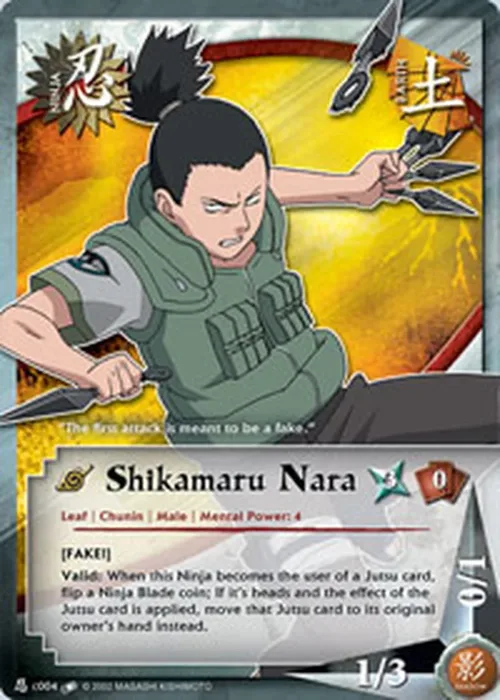 NINJA 忍
EARTH 土
"The first attack is meant to be a fake."
Shikamaru Nara 3 0
Leaf | Chunin | Male | Mental Power: 4
[FAKE!]
Valid: When this Ninja becomes the user of a Jutsu card,
flip a Ninja Blade coin; If it's heads and the effect of the
Jutsu card is applied, move that Jutsu card to its original
owner's hand instead.
0/1
1/3
影
C004 © 2002 MASASHI KISHIMOTO